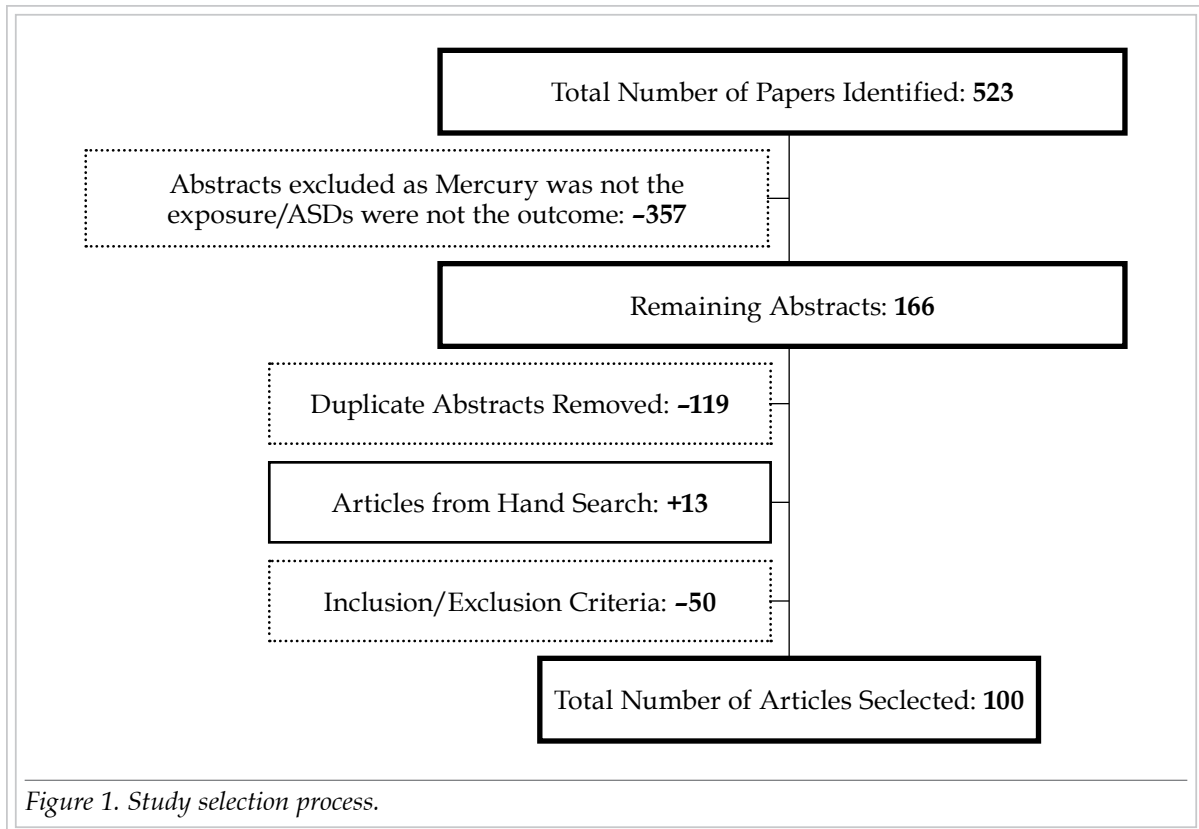 Total Number of Papers Identified: 523
Abstracts excluded as Mercury was not the
exposure/ASDs were not the outcome: –357
Remaining Abstracts: 166
Duplicate Abstracts Removed: –119
Articles from Hand Search: +13
Inclusion/Exclusion Criteria: –50
Total Number of Articles Seclected: 100
Figure 1. Study selection process.